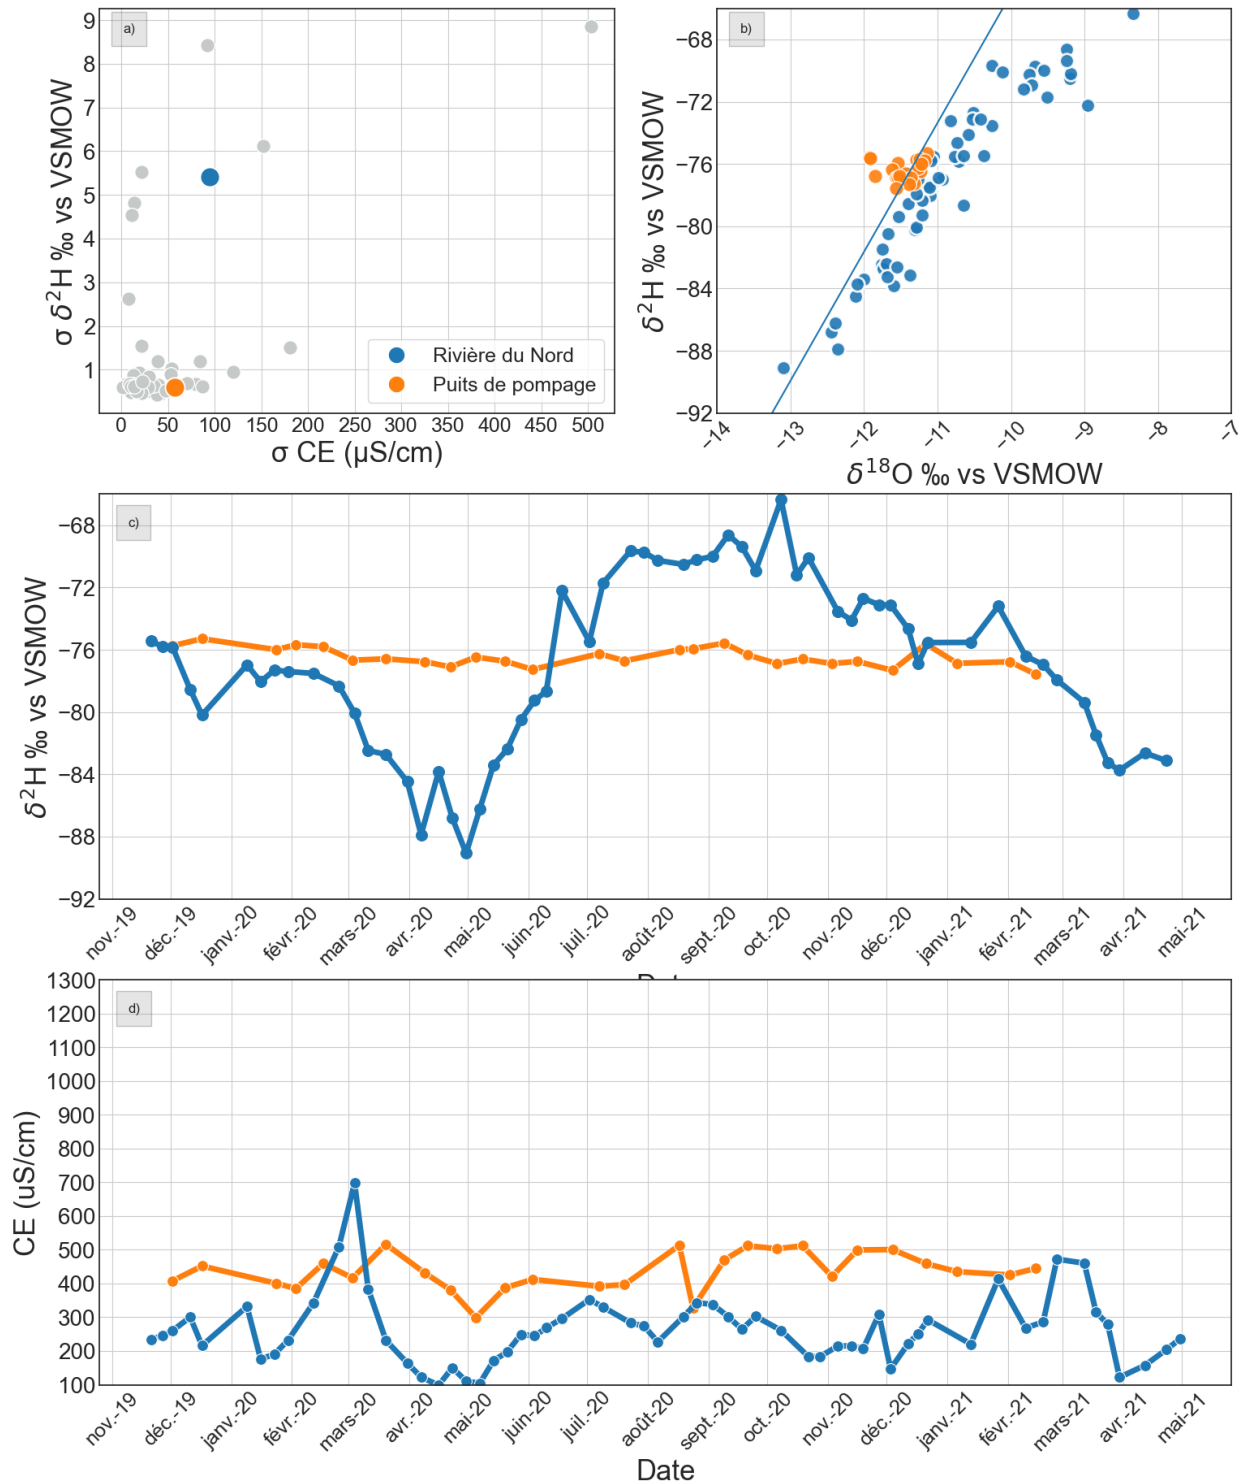 a)
9
8
7
6
5
4
3
2
1
σ δ²H ‰ vs VSMOW
0 50 100 150 200 250 300 350 400 450 500
σ CE (µS/cm)
Rivière du Nord
Puits de pompage
b)
−68
−72
−76
−80
−84
−88
−92
δ²H ‰ vs VSMOW
−14 −13 −12 −11 −10 −9 −8 −7
δ¹⁸O ‰ vs VSMOW
c)
−68
−72
−76
−80
−84
−88
−92
δ²H ‰ vs VSMOW
nov.-19 déc.-19 janv.-20 févr.-20 mars-20 avr.-20 mai-20 juin-20 juil.-20 août-20 sept.-20 oct.-20 nov.-20 déc.-20 janv.-21 févr.-21 mars-21 avr.-21 mai-21
Date
d)
1300
1200
1100
1000
900
800
700
600
500
400
300
200
100
CE (uS/cm)
nov.-19 déc.-19 janv.-20 févr.-20 mars-20 avr.-20 mai-20 juin-20 juil.-20 août-20 sept.-20 oct.-20 nov.-20 déc.-20 janv.-21 févr.-21 mars-21 avr.-21 mai-21
Date